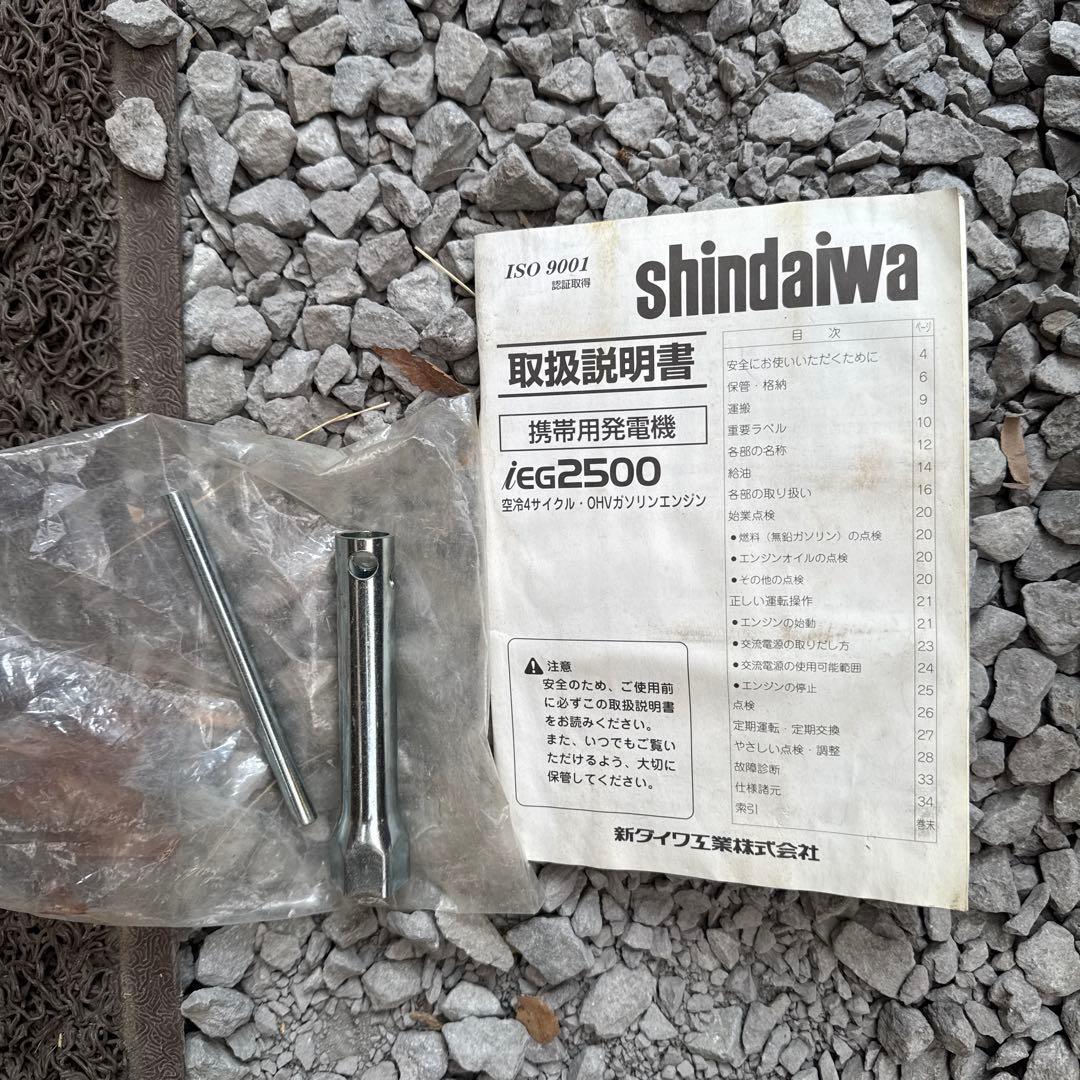 ISO 9001
認証取得
shindaiwa
取扱説明書
携帯用発電機
iEG2500
空冷4サイクル・OHVガソリンエンジン
⚠ 注意
安全のため、ご使用前
に必ずこの取扱説明書
をお読みください。
また、いつでもご覧い
ただけるよう、大切に
保管してください。
目 次 ページ
安全にお使いいただくために 4
保管・格納 6
運搬 9
重要ラベル 10
各部の名称 12
給油 14
各部の取り扱い 16
始業点検 20
●燃料（無鉛ガソリン）の点検 20
●エンジンオイルの点検 20
●その他の点検 20
正しい運転操作 21
●エンジンの始動 21
●交流電源の取りだし方 23
●交流電源の使用可能範囲 24
●エンジンの停止 25
点検 26
定期運転・定期交換 27
やさしい点検・調整 28
故障診断 33
仕様諸元 34
索引 巻末
新ダイワ工業株式会社